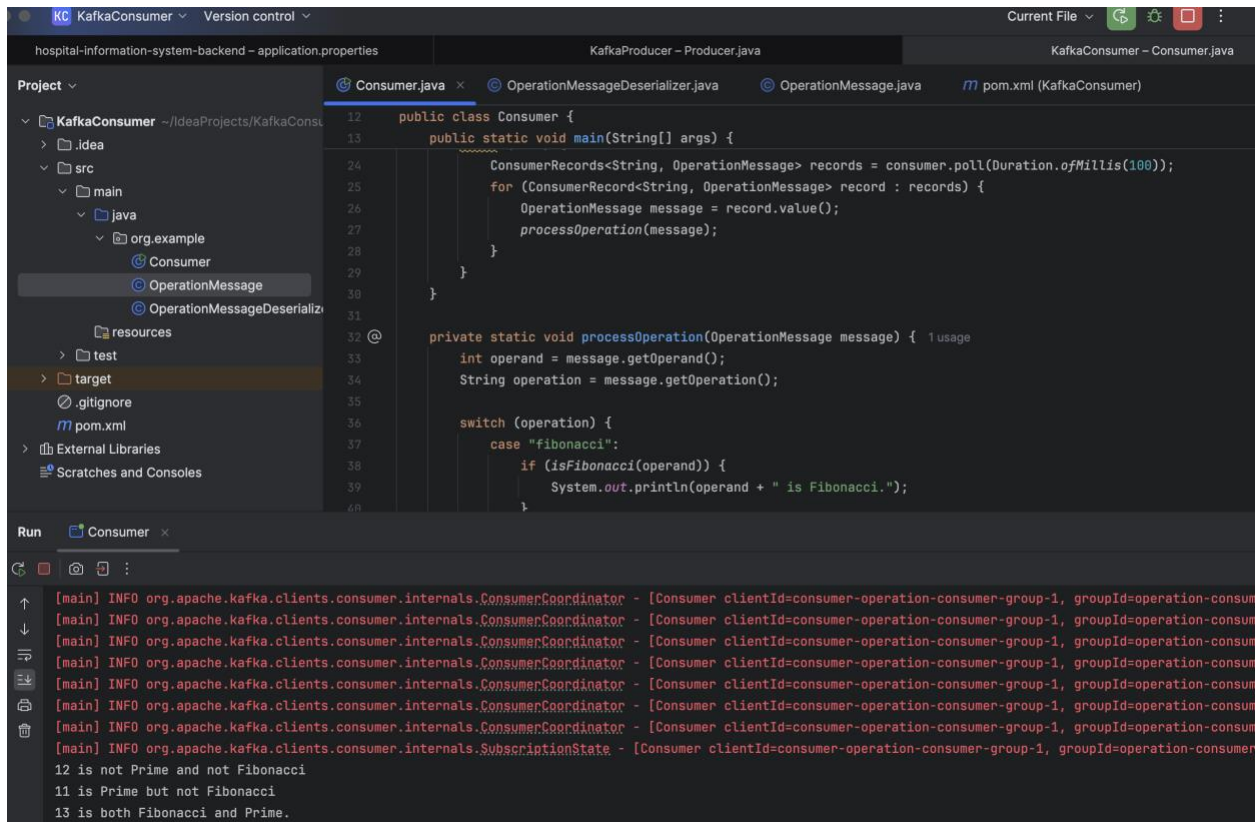 KC KafkaConsumer Version control Current File
hospital-information-system-backend – application.properties KafkaProducer – Producer.java KafkaConsumer – Consumer.java
Project
Consumer.java × OperationMessageDeserializer.java OperationMessage.java pom.xml (KafkaConsumer)
KafkaConsumer ~/IdeaProjects/KafkaConsu
.idea
src
main
java
org.example
Consumer
OperationMessage
OperationMessageDeserialize
resources
test
target
.gitignore
m pom.xml
External Libraries
Scratches and Consoles
12 public class Consumer {
13 public static void main(String[] args) {
24 ConsumerRecords<String, OperationMessage> records = consumer.poll(Duration.ofMillis(100));
25 for (ConsumerRecord<String, OperationMessage> record : records) {
26 OperationMessage message = record.value();
27 processOperation(message);
28 }
29 }
30 }
31
32 @ private static void processOperation(OperationMessage message) { 1 usage
33 int operand = message.getOperand();
34 String operation = message.getOperation();
35
36 switch (operation) {
37 case "fibonacci":
38 if (isFibonacci(operand)) {
39 System.out.println(operand + " is Fibonacci.");
40 }
Run Consumer ×
[main] INFO org.apache.kafka.clients.consumer.internals.ConsumerCoordinator - [Consumer clientId=consumer-operation-consumer-group-1, groupId=operation-consum
[main] INFO org.apache.kafka.clients.consumer.internals.ConsumerCoordinator - [Consumer clientId=consumer-operation-consumer-group-1, groupId=operation-consum
[main] INFO org.apache.kafka.clients.consumer.internals.ConsumerCoordinator - [Consumer clientId=consumer-operation-consumer-group-1, groupId=operation-consum
[main] INFO org.apache.kafka.clients.consumer.internals.ConsumerCoordinator - [Consumer clientId=consumer-operation-consumer-group-1, groupId=operation-consum
[main] INFO org.apache.kafka.clients.consumer.internals.ConsumerCoordinator - [Consumer clientId=consumer-operation-consumer-group-1, groupId=operation-consum
[main] INFO org.apache.kafka.clients.consumer.internals.ConsumerCoordinator - [Consumer clientId=consumer-operation-consumer-group-1, groupId=operation-consum
[main] INFO org.apache.kafka.clients.consumer.internals.ConsumerCoordinator - [Consumer clientId=consumer-operation-consumer-group-1, groupId=operation-consum
[main] INFO org.apache.kafka.clients.consumer.internals.SubscriptionState - [Consumer clientId=consumer-operation-consumer-group-1, groupId=operation-consumer
12 is not Prime and not Fibonacci
11 is Prime but not Fibonacci
13 is both Fibonacci and Prime.